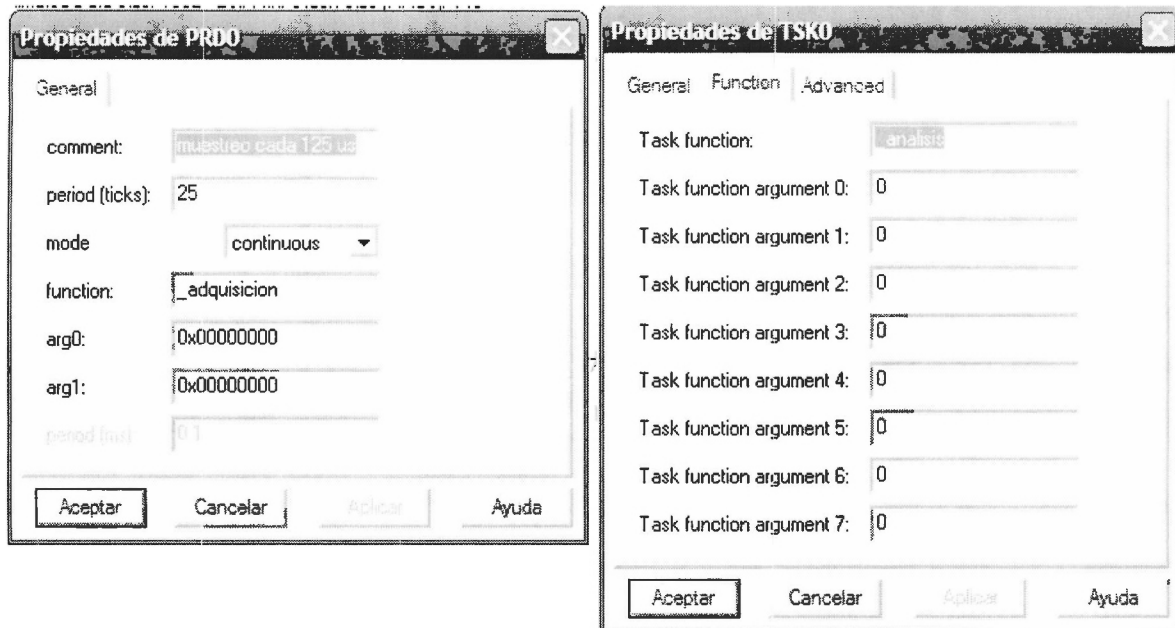 Propiedades de PRD0
General
comment: muestreo cada 125 us
period (ticks): 25
mode continuous
function: _adquisicion
arg0: 0x00000000
arg1: 0x00000000
period (ms) 0.1
Aceptar Cancelar Aplicar Ayuda
Propiedades de TSK0
General Function Advanced
Task function: _analisis
Task function argument 0: 0
Task function argument 1: 0
Task function argument 2: 0
Task function argument 3: 0
Task function argument 4: 0
Task function argument 5: 0
Task function argument 6: 0
Task function argument 7: 0
Aceptar Cancelar Aplicar Ayuda